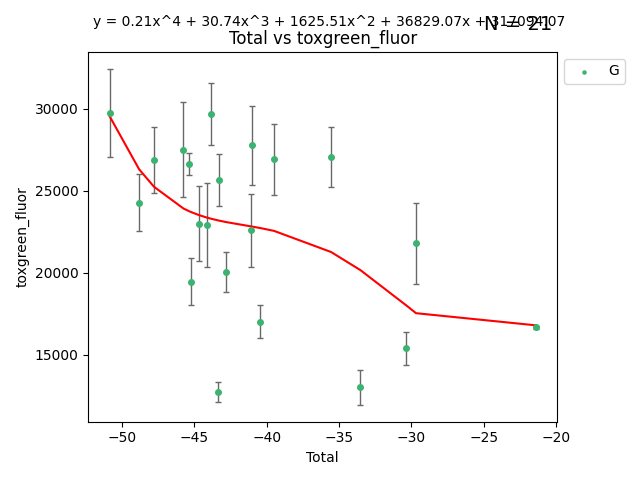 y = 0.21x^4 + 30.74x^3 + 1625.51x^2 + 36829.07x + 317094.07
N = 21
Total vs toxgreen_fluor
G
30000
25000
20000
15000
toxgreen_fluor
−50 −45 −40 −35 −30 −25 −20
Total